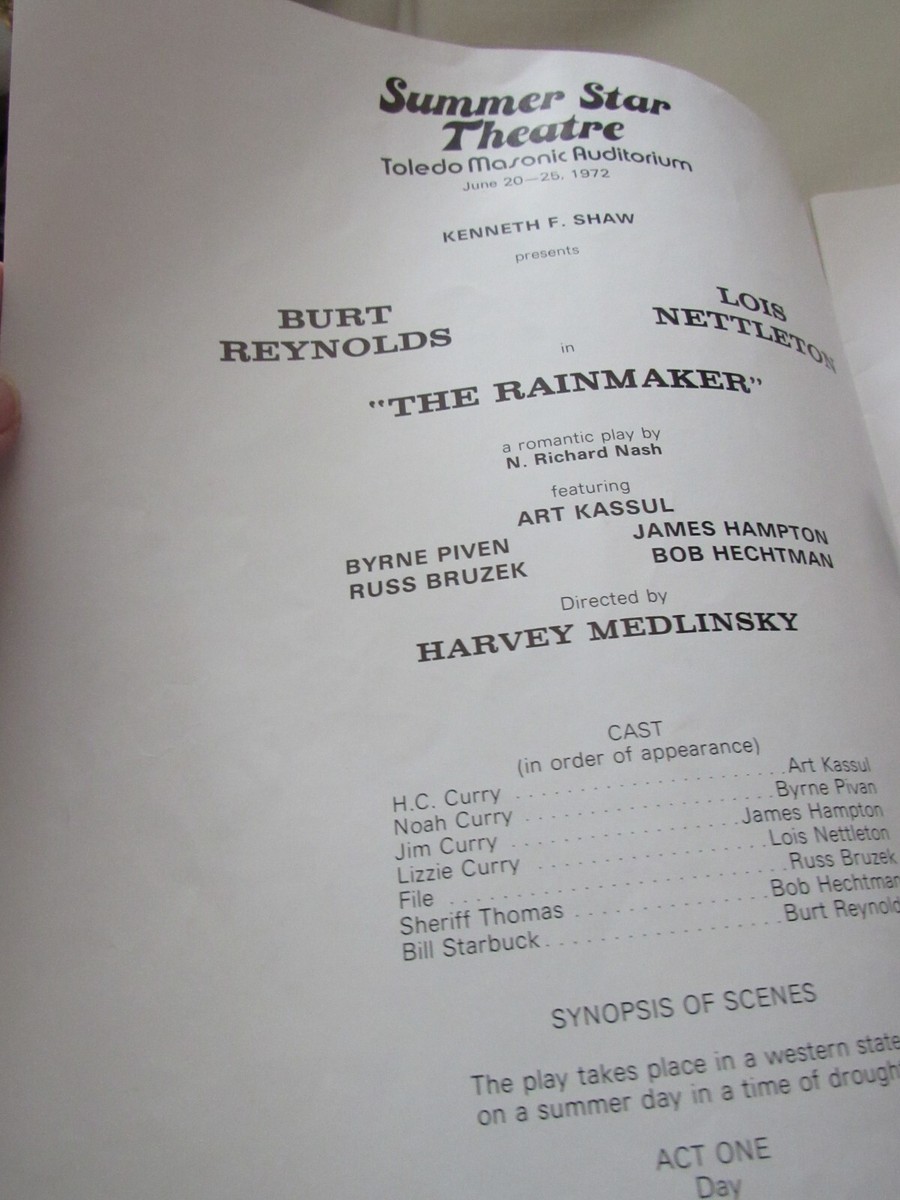 Summer Star
Theatre
Toledo Masonic Auditorium
June 20—25, 1972
KENNETH F. SHAW
presents
BURT
REYNOLDS
LOIS
NETTLETON
in
"THE RAINMAKER"
a romantic play by
N. Richard Nash
featuring
ART KASSUL
BYRNE PIVEN JAMES HAMPTON
RUSS BRUZEK BOB HECHTMAN
Directed by
HARVEY MEDLINSKY
CAST
(in order of appearance)
H.C. Curry . . . . . . . . . . . . . . . . . . . . . Art Kassul
Noah Curry . . . . . . . . . . . . . . . . . . . Byrne Pivan
Jim Curry . . . . . . . . . . . . . . . . . . James Hampton
Lizzie Curry . . . . . . . . . . . . . . . . . Lois Nettleton
File . . . . . . . . . . . . . . . . . . . . . . . . . Russ Bruzek
Sheriff Thomas . . . . . . . . . . . . . . . Bob Hechtman
Bill Starbuck . . . . . . . . . . . . . . . . . . Burt Reynold
SYNOPSIS OF SCENES
The play takes place in a western state
on a summer day in a time of drough
ACT ONE
Day